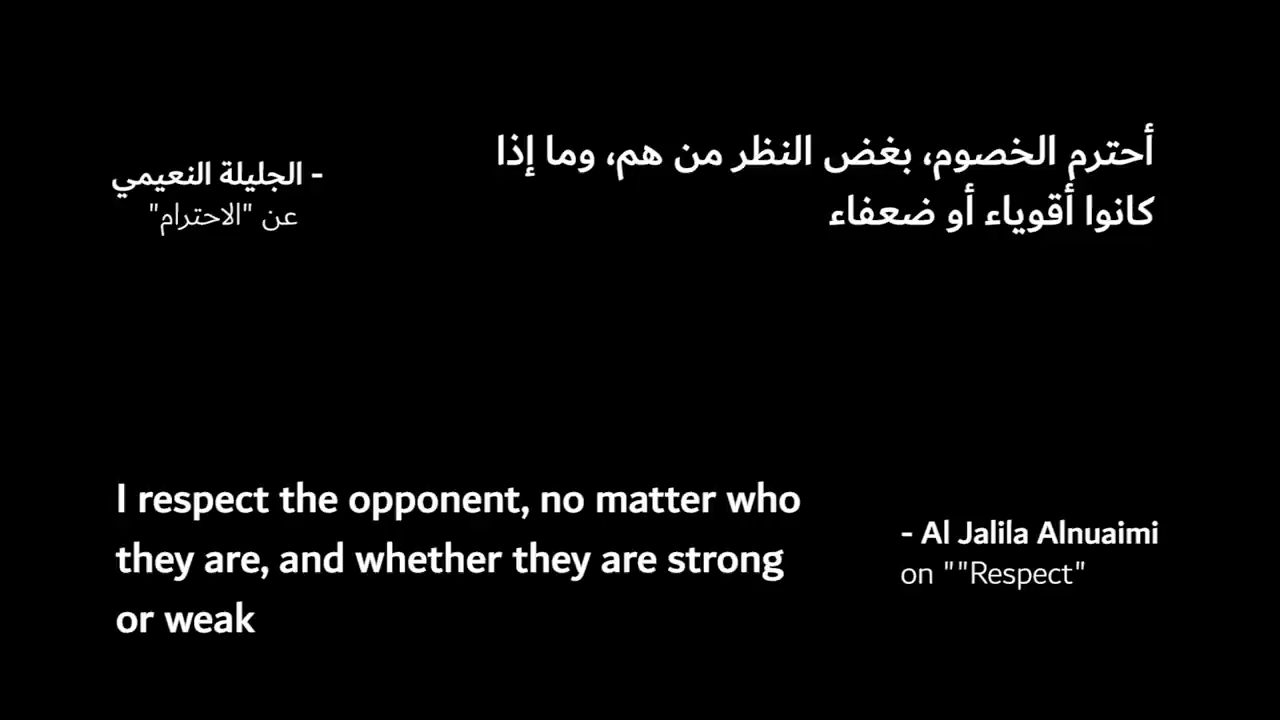 أحترم الخصوم، بغض النظر من هم، وما إذا
كانوا أقوياء أو ضعفاء
- الجليلة النعيمي
عن "الاحترام"
I respect the opponent, no matter who
they are, and whether they are strong
or weak
- Al Jalila Alnuaimi
on ""Respect"